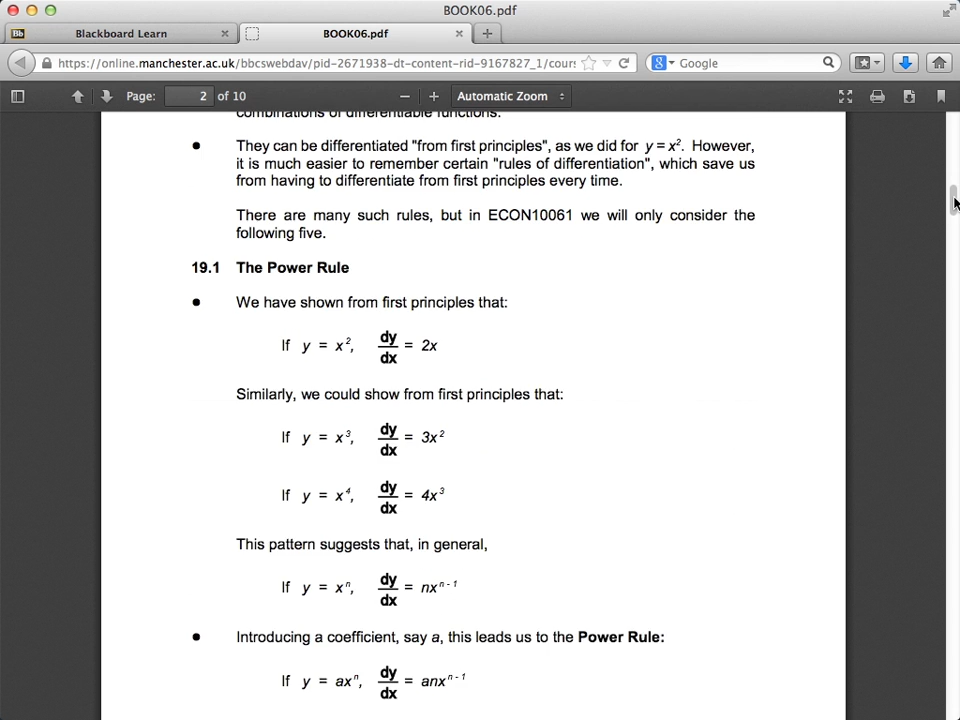 BOOK06.pdf
Bb Blackboard Learn × BOOK06.pdf × +
https://online.manchester.ac.uk/bbcswebdav/pid-2671938-dt-content-rid-9167827_1/cours Google
Page: 2 of 10 − + Automatic Zoom
combinations of differentiable functions.
• They can be differentiated "from first principles", as we did for y = x². However,
it is much easier to remember certain "rules of differentiation", which save us
from having to differentiate from first principles every time.
There are many such rules, but in ECON10061 we will only consider the
following five.
19.1 The Power Rule
• We have shown from first principles that:
If y = x², dy/dx = 2x
Similarly, we could show from first principles that:
If y = x³, dy/dx = 3x²
If y = x⁴, dy/dx = 4x³
This pattern suggests that, in general,
If y = xⁿ, dy/dx = nxⁿ⁻¹
• Introducing a coefficient, say a, this leads us to the Power Rule:
If y = axⁿ, dy/dx = anxⁿ⁻¹